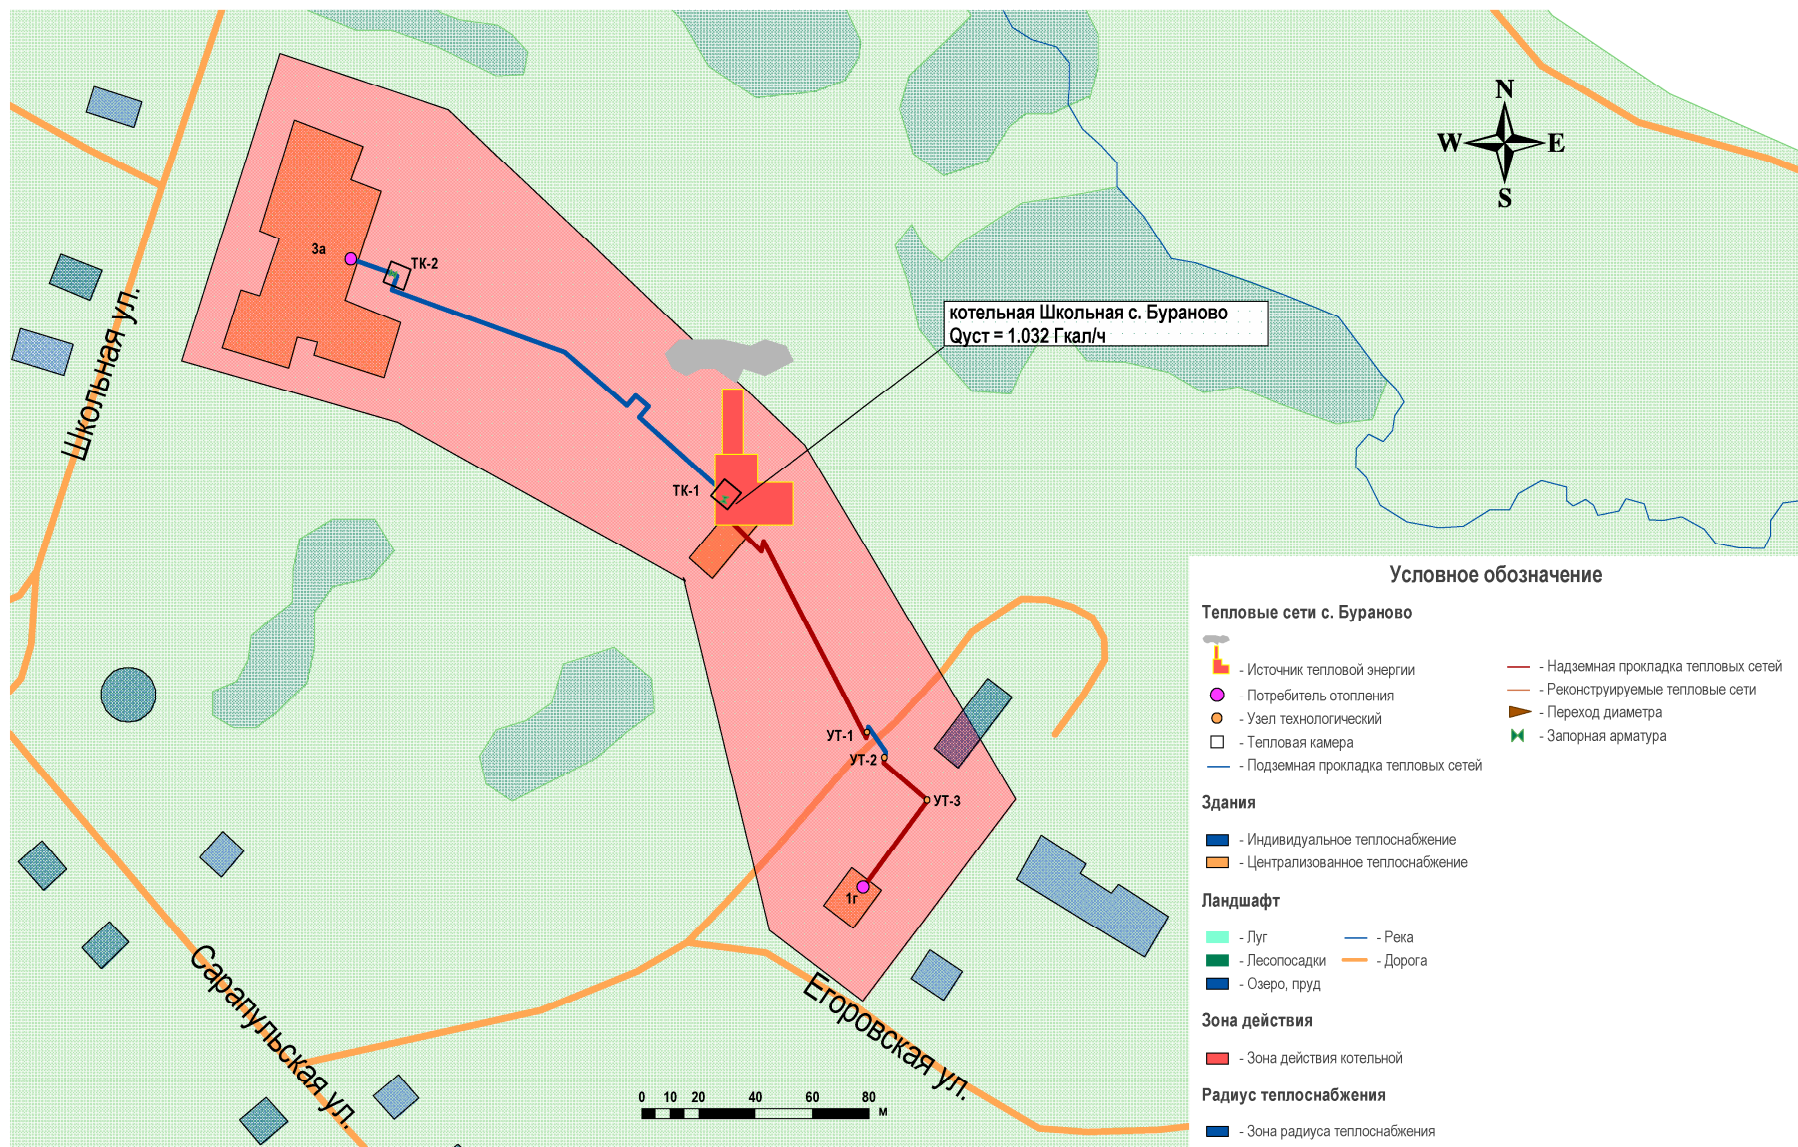 N
W E
S
3а
ТК-2
котельная Школьная с. Бураново
Qуст = 1.032 Гкал/ч
Школьная ул.
ТК-1
УТ-1
УТ-2
УТ-3
1г
Сарапульская ул.
Егоровская ул.
0 10 20 40 60 80 м
Условное обозначение
Тепловые сети с. Бураново
- Источник тепловой энергии
- Потребитель отопления
- Узел технологический
- Тепловая камера
- Подземная прокладка тепловых сетей
- Надземная прокладка тепловых сетей
- Реконструируемые тепловые сети
- Переход диаметра
- Запорная арматура
Здания
- Индивидуальное теплоснабжение
- Централизованное теплоснабжение
Ландшафт
- Луг
- Лесопосадки
- Озеро, пруд
- Река
- Дорога
Зона действия
- Зона действия котельной
Радиус теплоснабжения
- Зона радиуса теплоснабжения